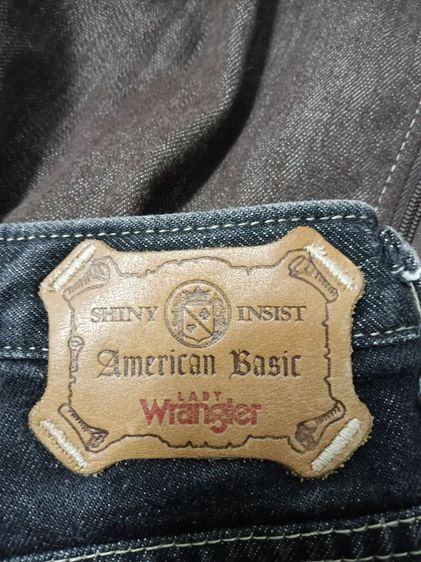 SHINY INSIST
American Basic
LADY
Wrangler